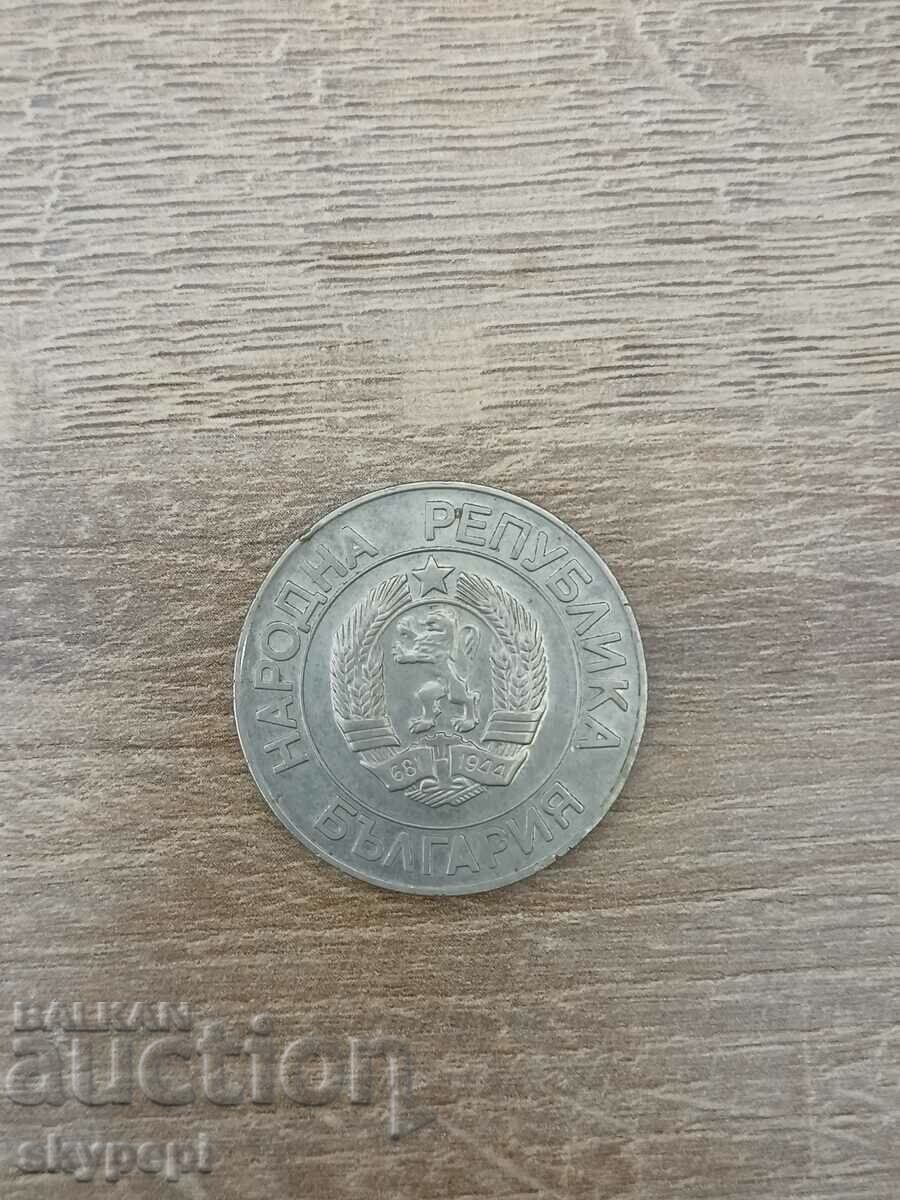 НАРОДНА РЕПУБЛИКА
БЪЛГАРИЯ
681 1944
BALKAN
auction
skypepi